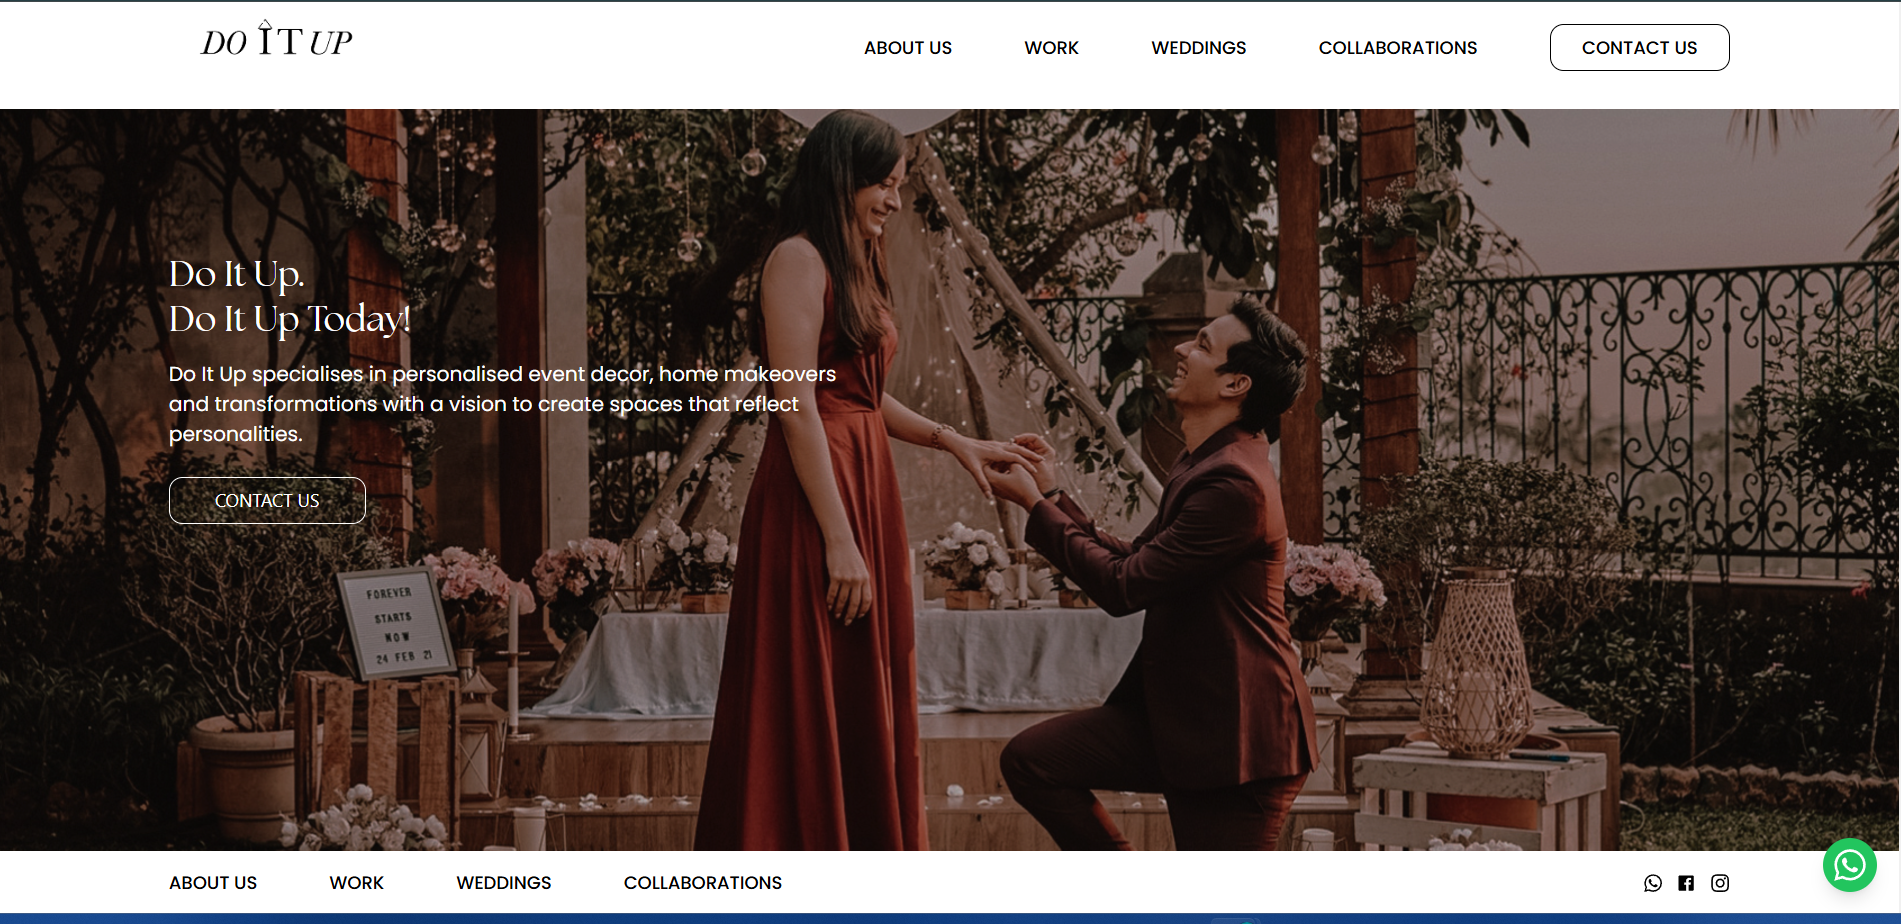 DO IT UP
ABOUT US
WORK
WEDDINGS
COLLABORATIONS
CONTACT US
Do It Up.
Do It Up Today!
Do It Up specialises in personalised event decor, home makeovers
and transformations with a vision to create spaces that reflect
personalities.
CONTACT US
FOREVER
STARTS
NOW
24 FEB 21
ABOUT US
WORK
WEDDINGS
COLLABORATIONS